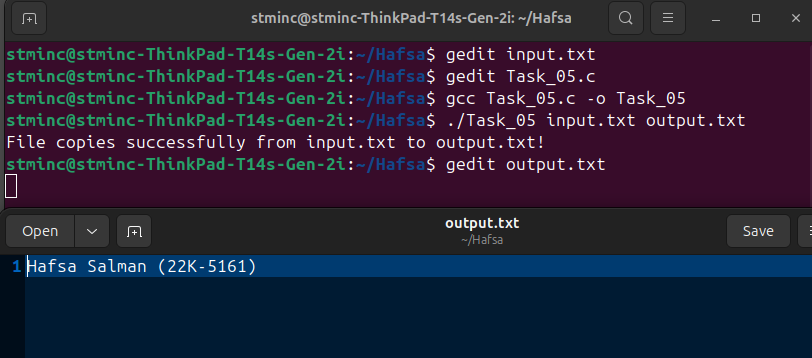 stminc@stminc-ThinkPad-T14s-Gen-2i: ~/Hafsa
stminc@stminc-ThinkPad-T14s-Gen-2i:~/Hafsa$ gedit input.txt
stminc@stminc-ThinkPad-T14s-Gen-2i:~/Hafsa$ gedit Task_05.c
stminc@stminc-ThinkPad-T14s-Gen-2i:~/Hafsa$ gcc Task_05.c -o Task_05
stminc@stminc-ThinkPad-T14s-Gen-2i:~/Hafsa$ ./Task_05 input.txt output.txt
File copies successfully from input.txt to output.txt!
stminc@stminc-ThinkPad-T14s-Gen-2i:~/Hafsa$ gedit output.txt
Open output.txt Save
~/Hafsa
1 Hafsa Salman (22K-5161)